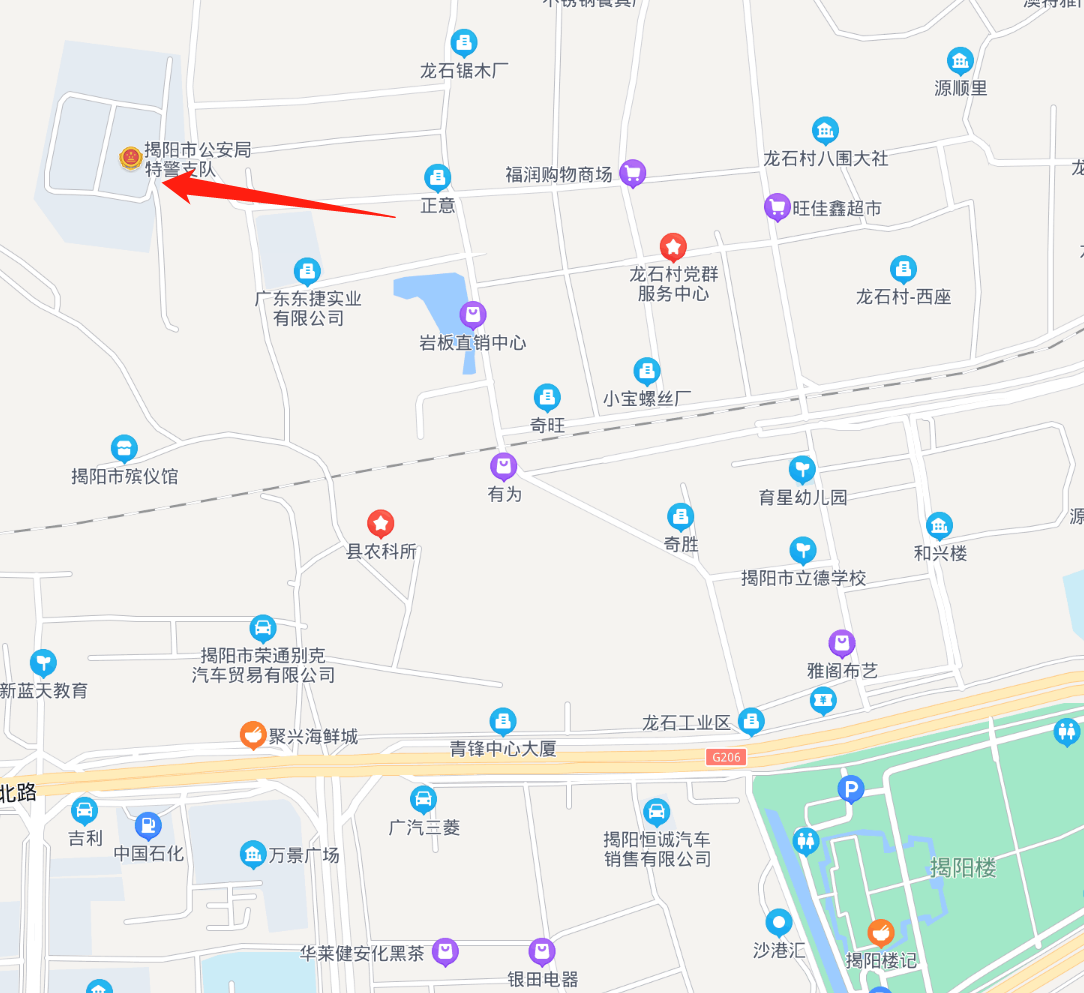 龙石锯木厂
源顺里
揭阳市公安局
特警支队
龙石村八围大社
福润购物商场
正意
旺佳鑫超市
龙石村党群
服务中心
龙石村-西座
广东东捷实业
有限公司
岩板直销中心
小宝螺丝厂
奇旺
揭阳市殡仪馆
有为
育星幼儿园
县农科所
奇胜
和兴楼
揭阳市立德学校
揭阳市荣通别克
汽车贸易有限公司
雅阁布艺
新蓝天教育
龙石工业区
聚兴海鲜城
青锋中心大厦
G206
北路
P
吉利
中国石化
广汽三菱
揭阳恒诚汽车
销售有限公司
万景广场
揭阳楼
沙港汇
华莱健安化黑茶
揭阳楼记
银田电器